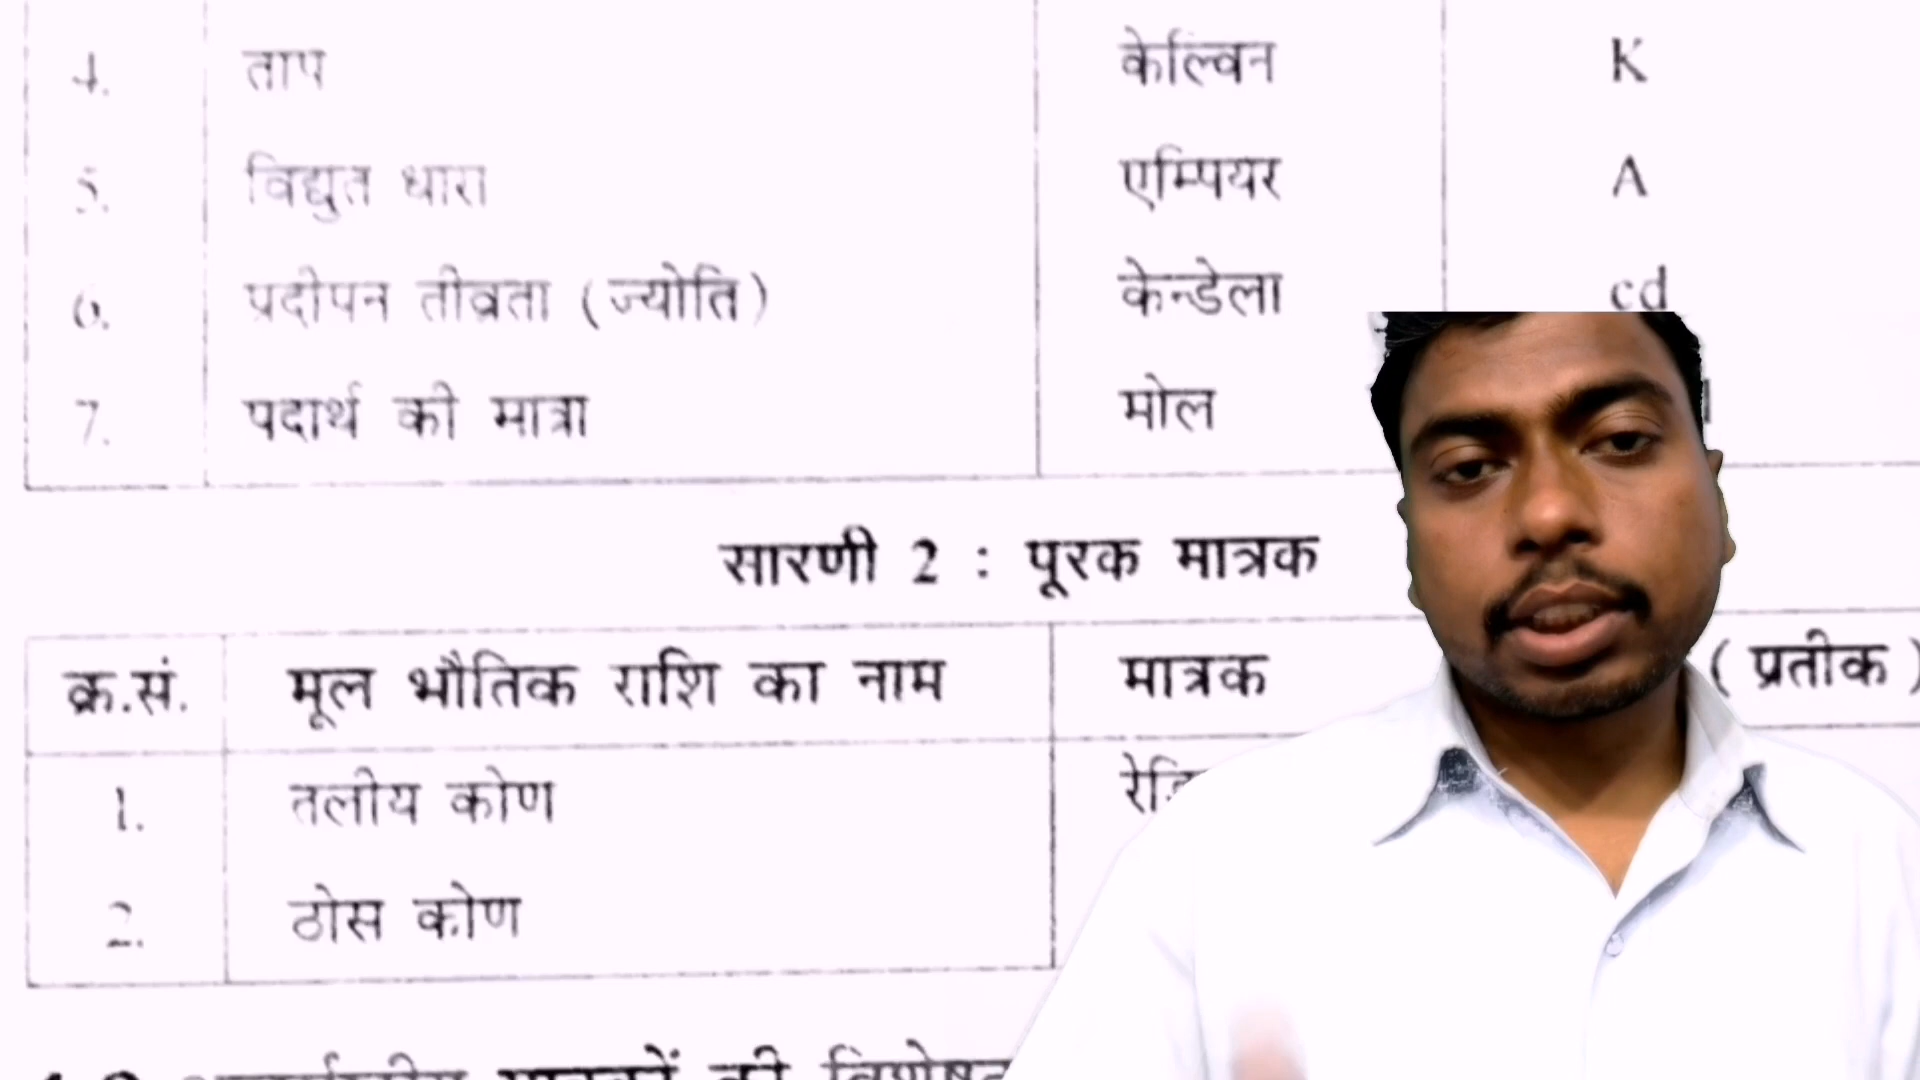 4. ताप केल्विन K
5. विद्युत धारा एम्पियर A
6. प्रदीपन तीव्रता (ज्योति) केन्डेला cd
7. पदार्थ की मात्रा मोल
सारणी 2 : पूरक मात्रक
क्र.सं. मूल भौतिक राशि का नाम मात्रक (प्रतीक)
1. तलीय कोण
2. ठोस कोण
मात्रकों की